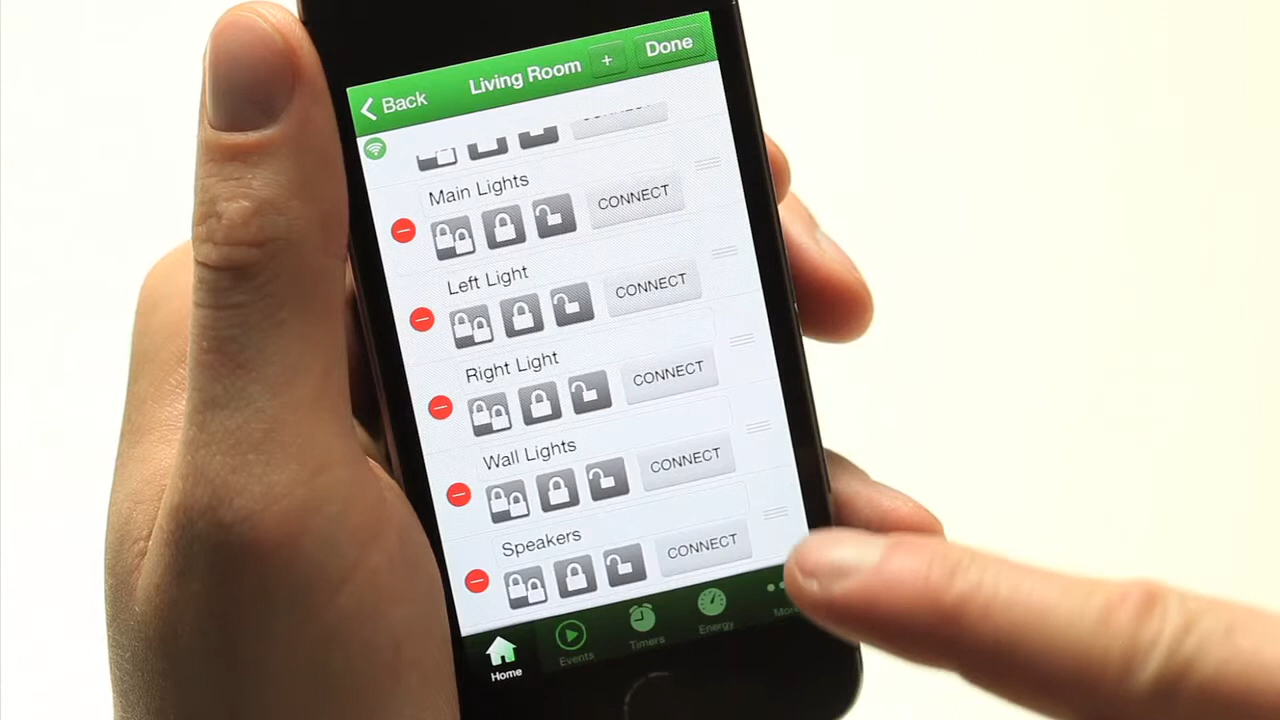 Back Living Room + Done
CONNECT
Main Lights
CONNECT
Left Light
CONNECT
Right Light
CONNECT
Wall Lights
CONNECT
Speakers
CONNECT
Home Events Timers Energy More